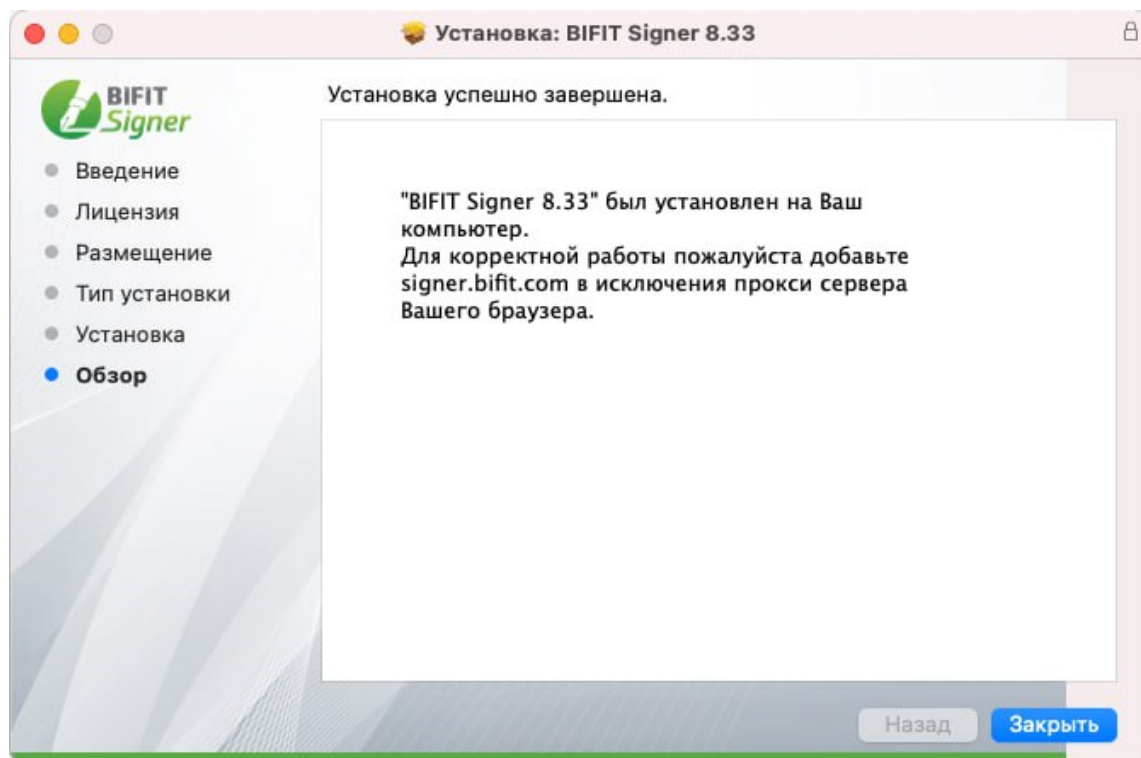 Установка: BIFIT Signer 8.33
BIFIT
Signer
Введение
Лицензия
Размещение
Тип установки
Установка
Обзор
Установка успешно завершена.
"BIFIT Signer 8.33" был установлен на Ваш
компьютер.
Для корректной работы пожалуйста добавьте
signer.bifit.com в исключения прокси сервера
Вашего браузера.
Назад
Закрыть